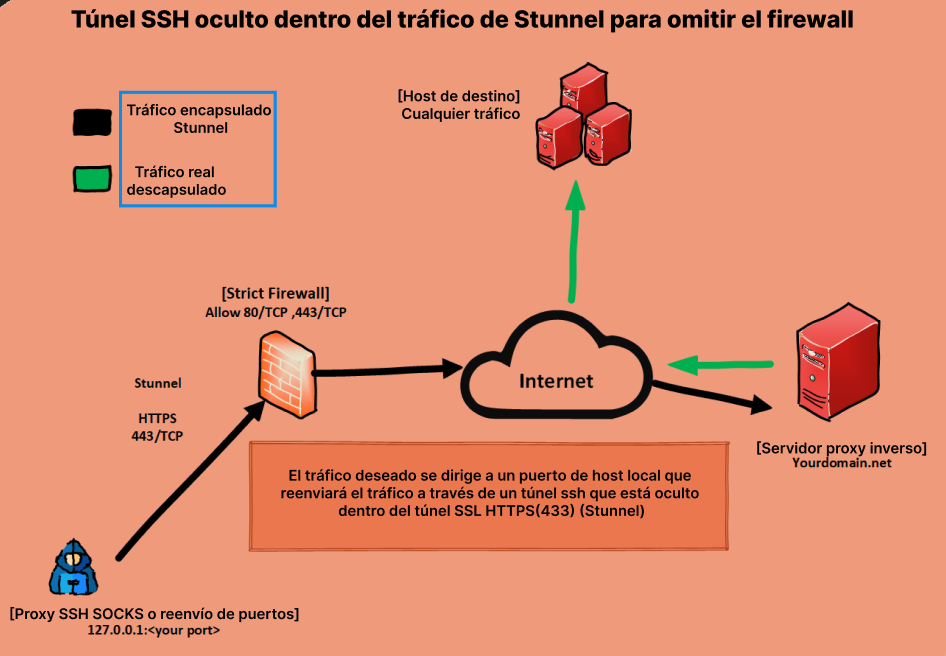 Túnel SSH oculto dentro del tráfico de Stunnel para omitir el firewall
[Host de destino]
Cualquier tráfico
Tráfico encapsulado
Stunnel
Tráfico real
descapsulado
[Strict Firewall]
Allow 80/TCP ,443/TCP
Stunnel
HTTPS
443/TCP
Internet
[Servidor proxy inverso]
Yourdomain.net
El tráfico deseado se dirige a un puerto de host local que
reenviará el tráfico a través de un túnel ssh que está oculto
dentro del túnel SSL HTTPS(433) (Stunnel)
[Proxy SSH SOCKS o reenvío de puertos]
127.0.0.1:<your port>